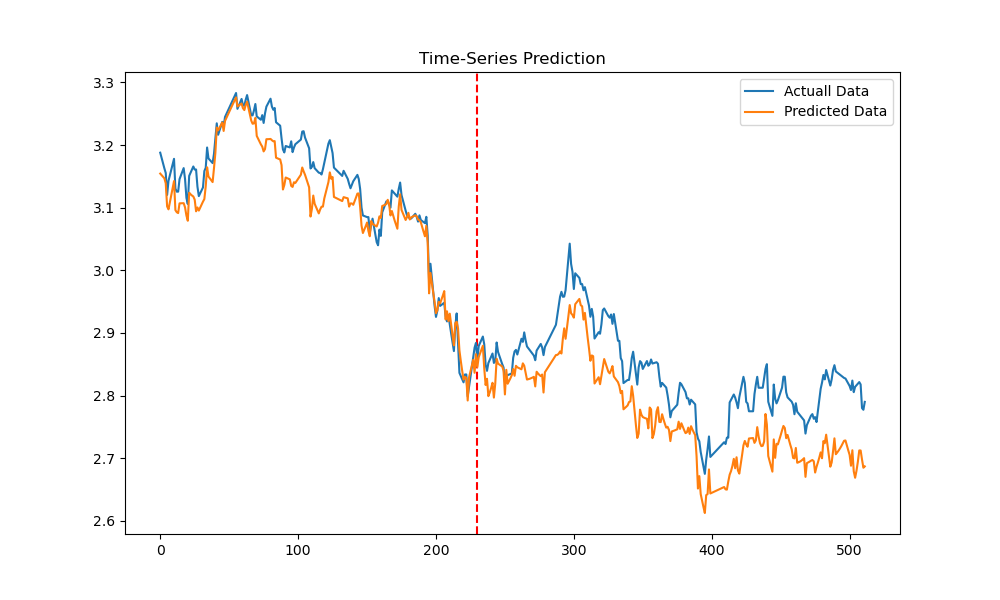 Time-Series Prediction
Actuall Data
Predicted Data
3.3
3.2
3.1
3.0
2.9
2.8
2.7
2.6
0 100 200 300 400 500